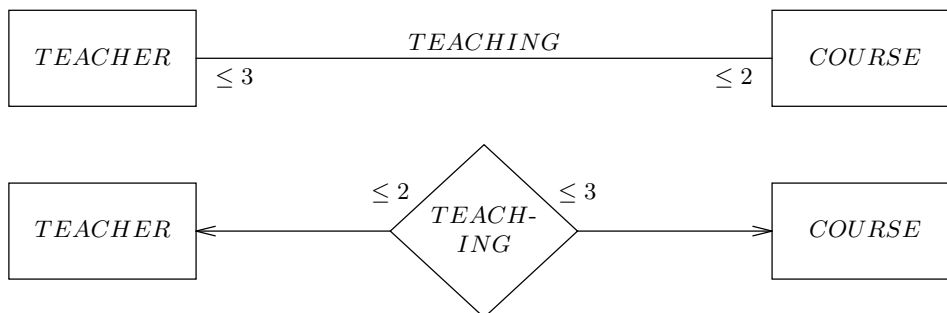 TEACHING
TEACHER
COURSE
≤ 3
≤ 2
≤ 2
≤ 3
TEACHER
TEACH-
ING
COURSE